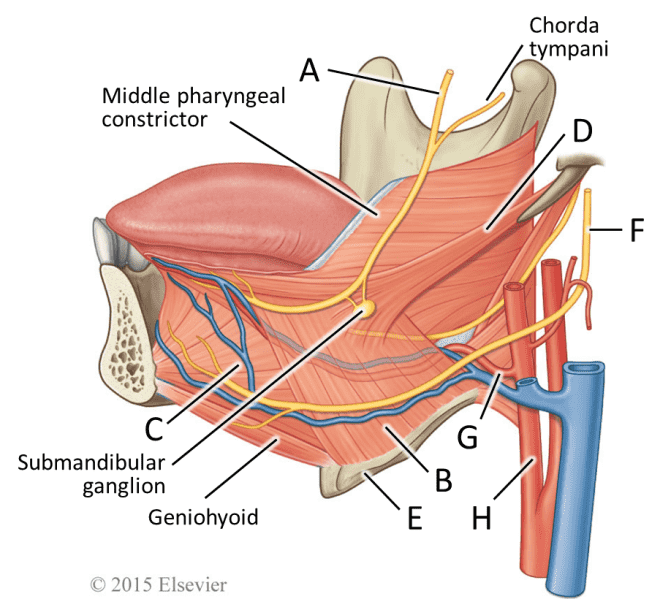 Chorda
tympani
A
Middle pharyngeal
constrictor
D
F
C
G
Submandibular
ganglion
B
Geniohyoid
E
H
© 2015 Elsevier